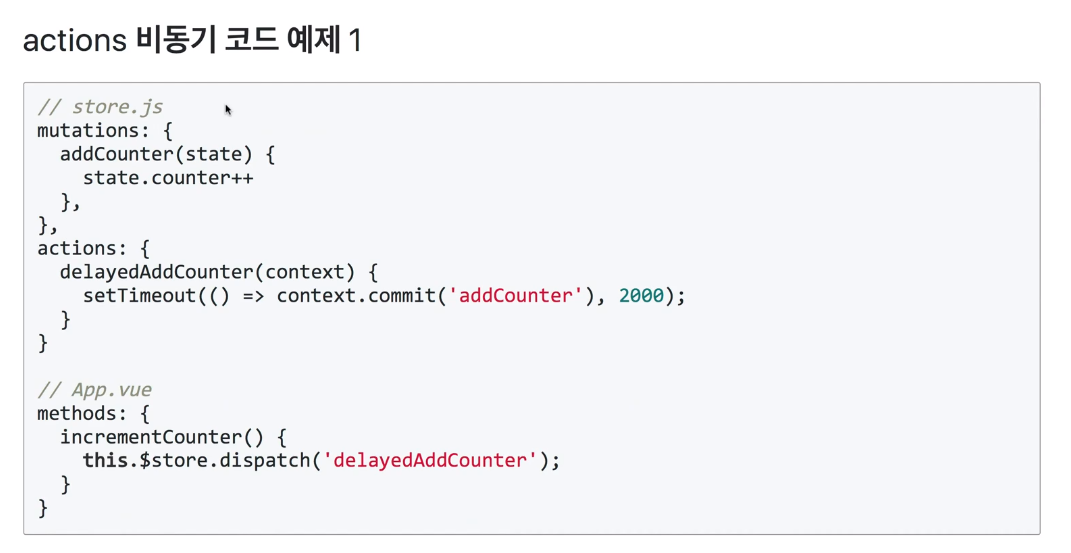 actions 비동기 코드 예제 1
// store.js
mutations: {
  addCounter(state) {
    state.counter++
  },
},
actions: {
  delayedAddCounter(context) {
    setTimeout(() => context.commit('addCounter'), 2000);
  }
}

// App.vue
methods: {
  incrementCounter() {
    this.$store.dispatch('delayedAddCounter');
  }
}